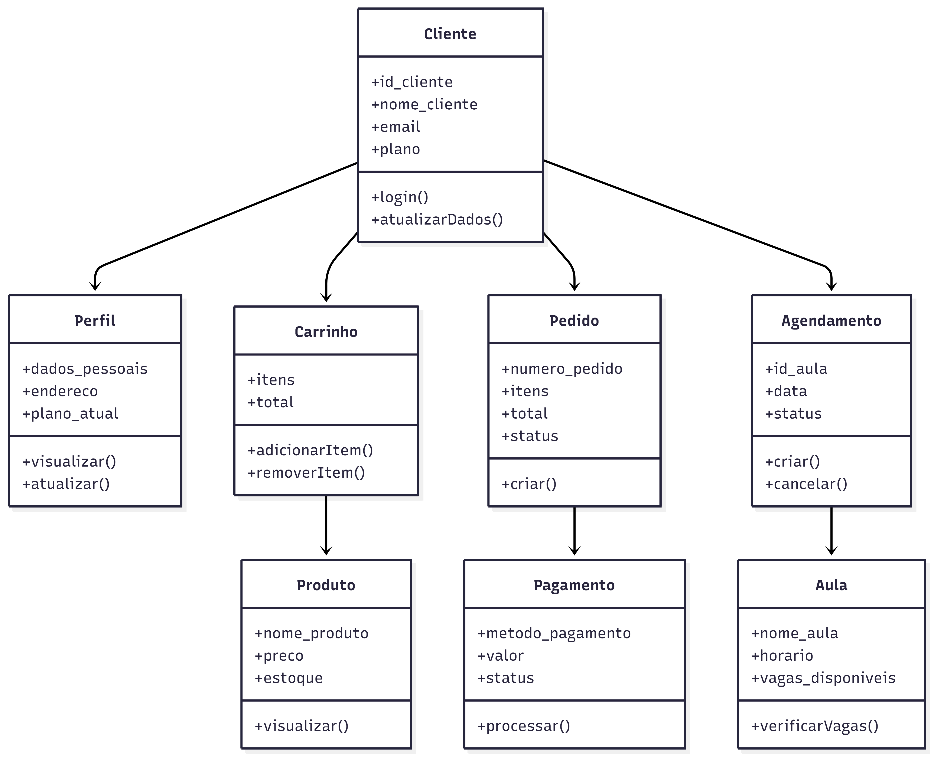 Cliente
+id_cliente
+nome_cliente
+email
+plano
+login()
+atualizarDados()
Perfil
+dados_pessoais
+endereco
+plano_atual
+visualizar()
+atualizar()
Carrinho
+itens
+total
+adicionarItem()
+removerItem()
Pedido
+numero_pedido
+itens
+total
+status
+criar()
Agendamento
+id_aula
+data
+status
+criar()
+cancelar()
Produto
+nome_produto
+preco
+estoque
+visualizar()
Pagamento
+metodo_pagamento
+valor
+status
+processar()
Aula
+nome_aula
+horario
+vagas_disponiveis
+verificarVagas()